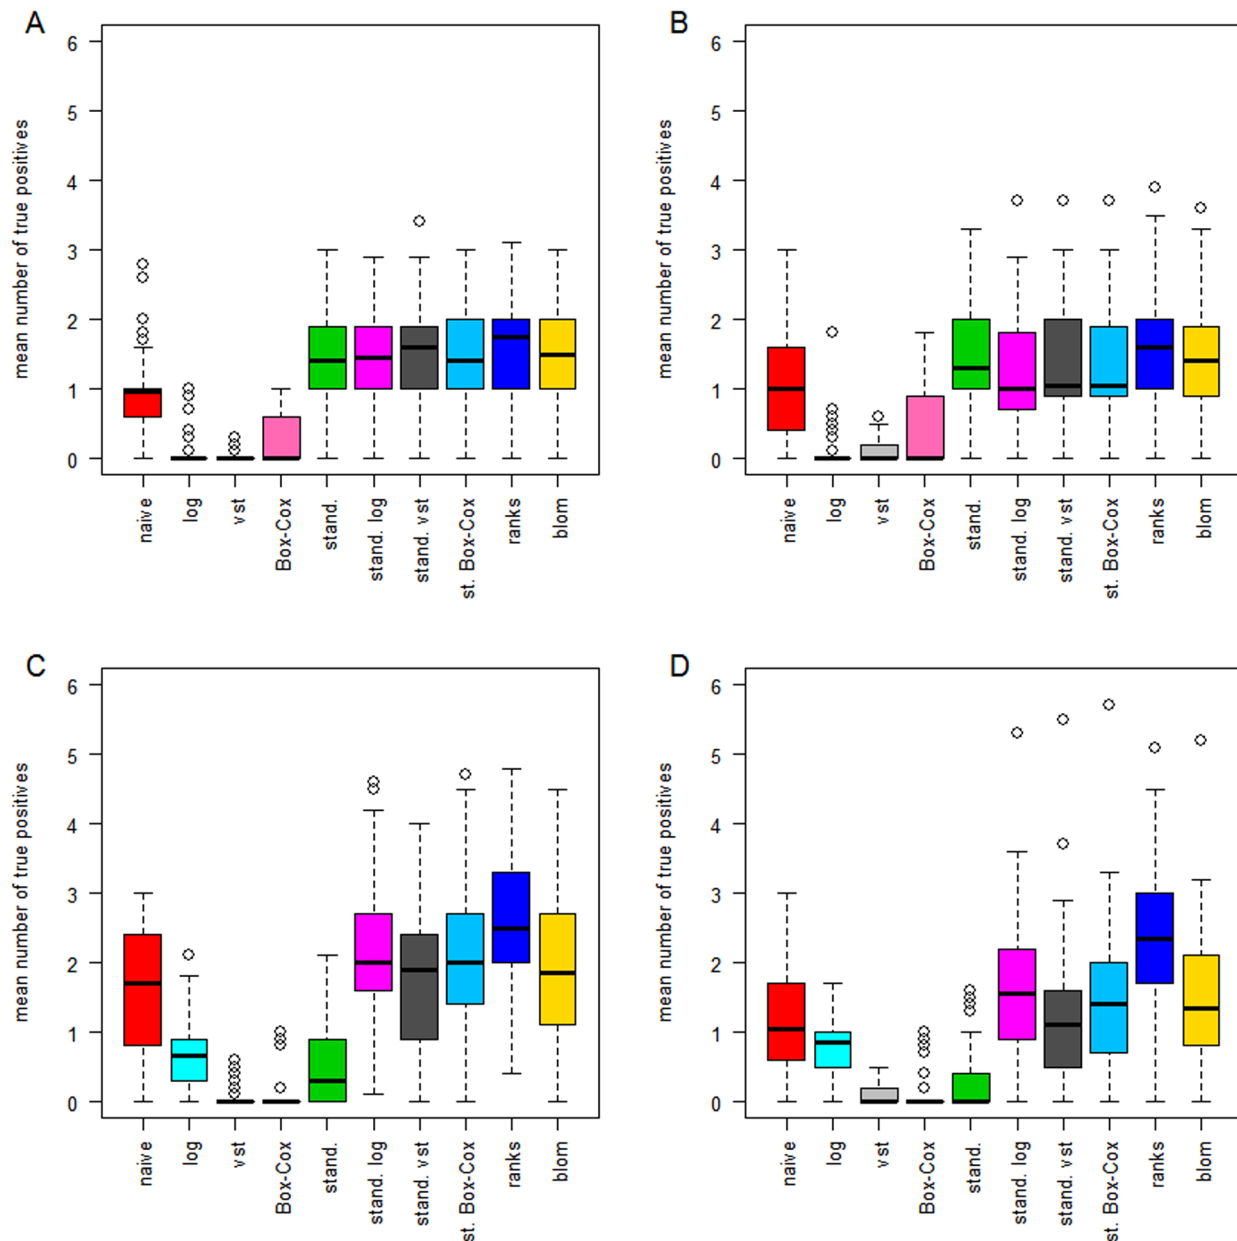 A
mean number of true positives
6
5
4
3
2
1
0
naive
log
vst
Box-Cox
stand.
stand. log
stand. vst
st. Box-Cox
ranks
blom
B
mean number of true positives
6
5
4
3
2
1
0
naive
log
vst
Box-Cox
stand.
stand. log
stand. vst
st. Box-Cox
ranks
blom
C
mean number of true positives
6
5
4
3
2
1
0
naive
log
vst
Box-Cox
stand.
stand. log
stand. vst
st. Box-Cox
ranks
blom
D
mean number of true positives
6
5
4
3
2
1
0
naive
log
vst
Box-Cox
stand.
stand. log
stand. vst
st. Box-Cox
ranks
blom